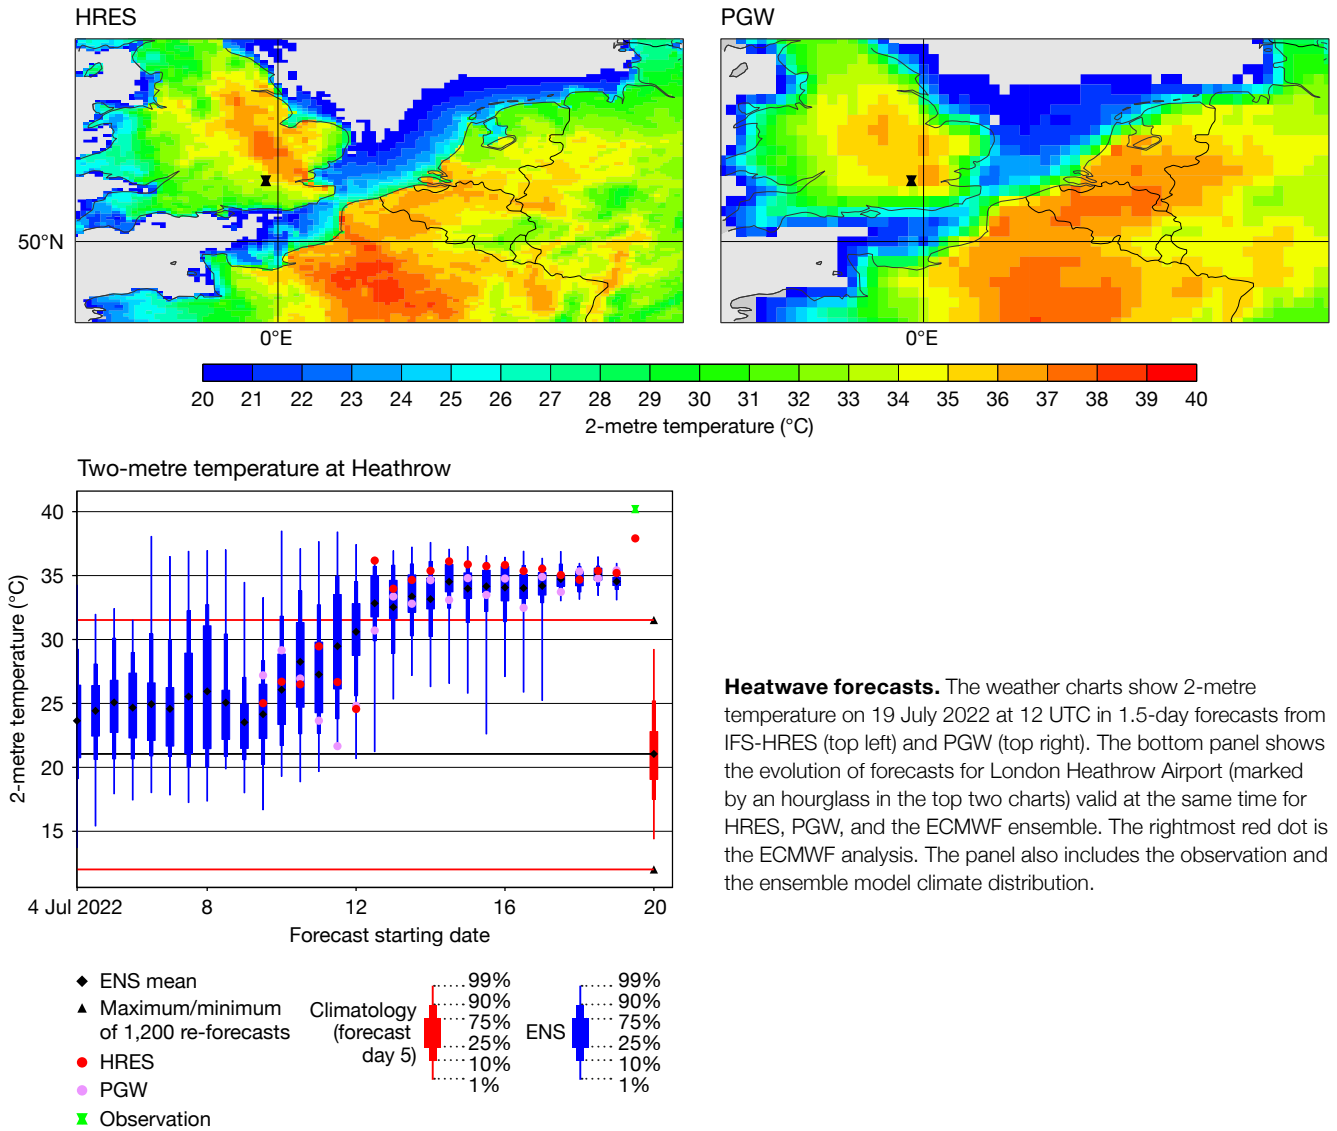 HRES
PGW
50°N
0°E
0°E
20 21 22 23 24 25 26 27 28 29 30 31 32 33 34 35 36 37 38 39 40
2-metre temperature (°C)
Two-metre temperature at Heathrow
40
35
30
25
20
15
2-metre temperature (°C)
4 Jul 2022 8 12 16 20
Forecast starting date
Heatwave forecasts. The weather charts show 2-metre
temperature on 19 July 2022 at 12 UTC in 1.5-day forecasts from
IFS-HRES (top left) and PGW (top right). The bottom panel shows
the evolution of forecasts for London Heathrow Airport (marked
by an hourglass in the top two charts) valid at the same time for
HRES, PGW, and the ECMWF ensemble. The rightmost red dot is
the ECMWF analysis. The panel also includes the observation and
the ensemble model climate distribution.
ENS mean
Maximum/minimum
of 1,200 re-forecasts
HRES
PGW
Observation
Climatology
(forecast
day 5)
99%
90%
75%
25%
10%
1%
ENS
99%
90%
75%
25%
10%
1%